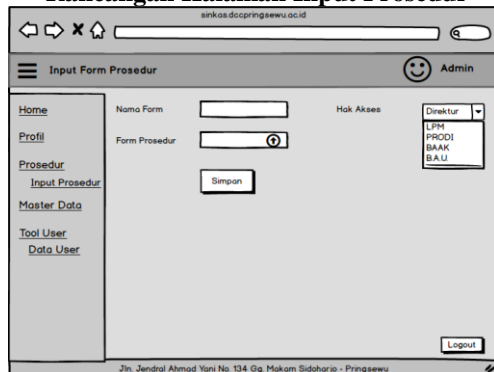 Rancangan Halaman Input Prosedur
sinkas.dccpringsewu.ac.id
Input Form Prosedur
Admin
Home
Profil
Prosedur
Input Prosedur
Master Data
Tool User
Data User
Nama Form
Form Prosedur
Simpan
Hak Akses
Direktur
LPM
PRODI
BAAK
B.A.U.
Logout
Jln. Jendral Ahmad Yani No. 134 Gg. Makam Sidoharjo - Pringsewu